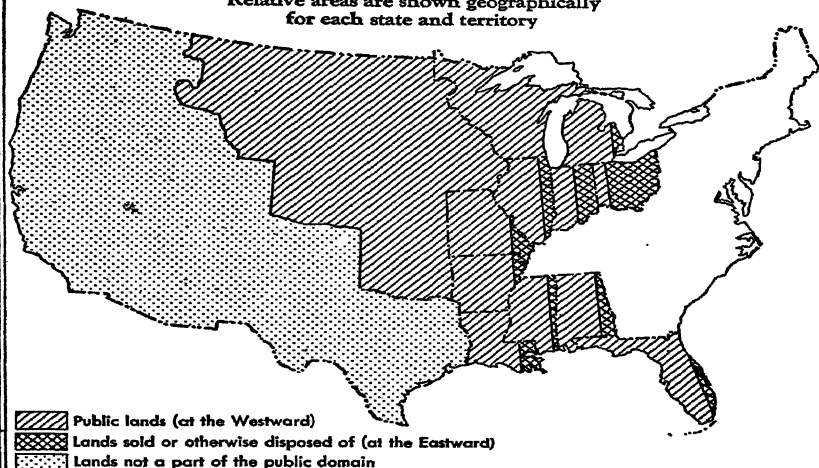 Relative areas are shown geographically
for each state and territory
Public lands (at the Westward)
Lands sold or otherwise disposed of (at the Eastward)
Lands not a part of the public domain